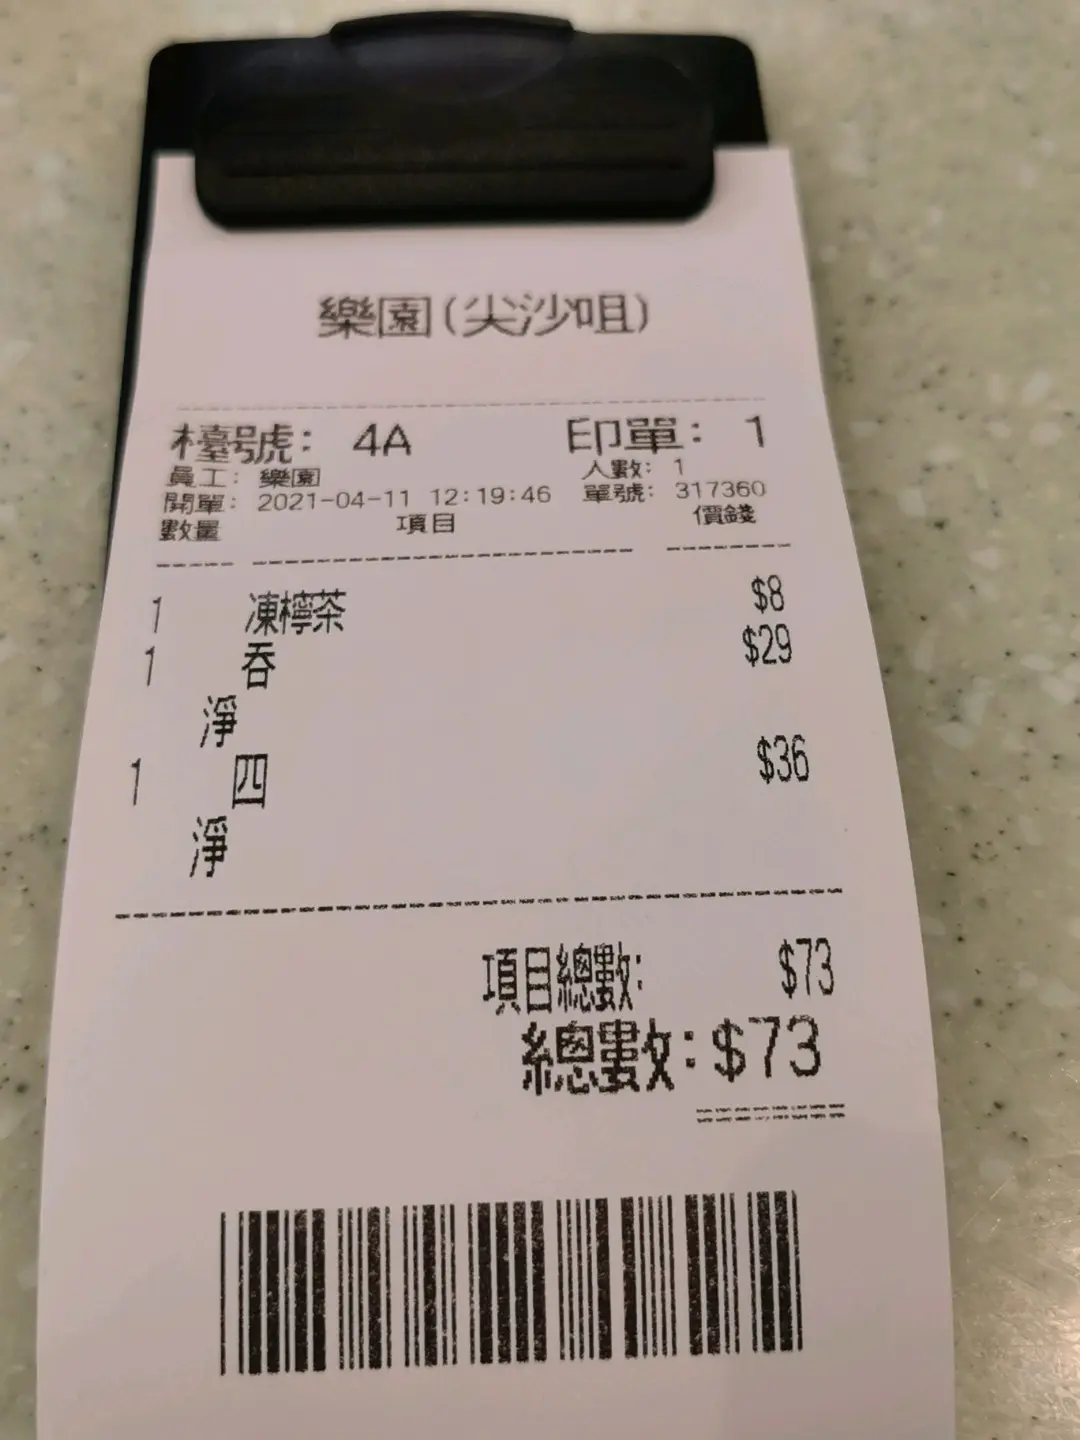 樂園(尖沙咀)
檯號: 4A 印單: 1
員工: 樂園 人數: 1
開單: 2021-04-11 12:19:46 單號: 317360
數量 項目 價錢
1 凍檸茶 $8
1 吞 $29
淨
1 四 $36
淨
項目總數: $73
總數: $73